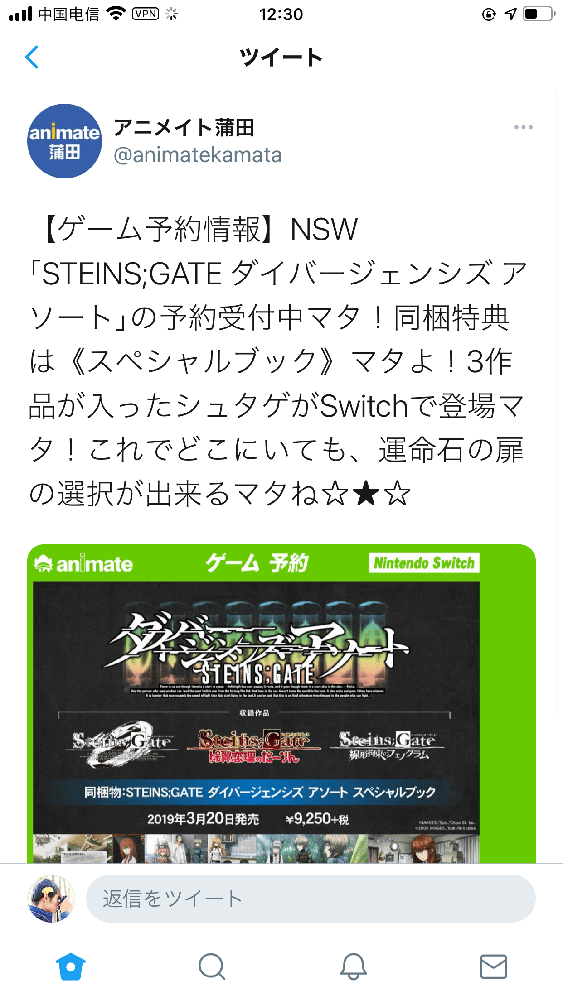 中国电信 VPN 12:30
ツイート
animate
蒲田
アニメイト蒲田
@animatekamata
【ゲーム予約情報】NSW
｢STEINS;GATE ダイバージェンシズ ア
ソート｣の予約受付中マタ！同梱特典
は《スペシャルブック》マタよ！3作
品が入ったシュタゲがSwitchで登場マ
タ！これでどこにいても、運命石の扉
の選択が出来るマタね☆★☆
animate ゲーム 予約 Nintendo Switch
ダイバージェンシズ アソート
STEINS;GATE
収録作品
Steins;Gate 0
Steins;Gate
比翼恋理のだーりん
Steins;Gate
線形拘束のフェノグラム
同梱物:STEINS;GATE ダイバージェンシズ アソート スペシャルブック
2019年3月20日発売 ¥9,250+税
返信をツイート